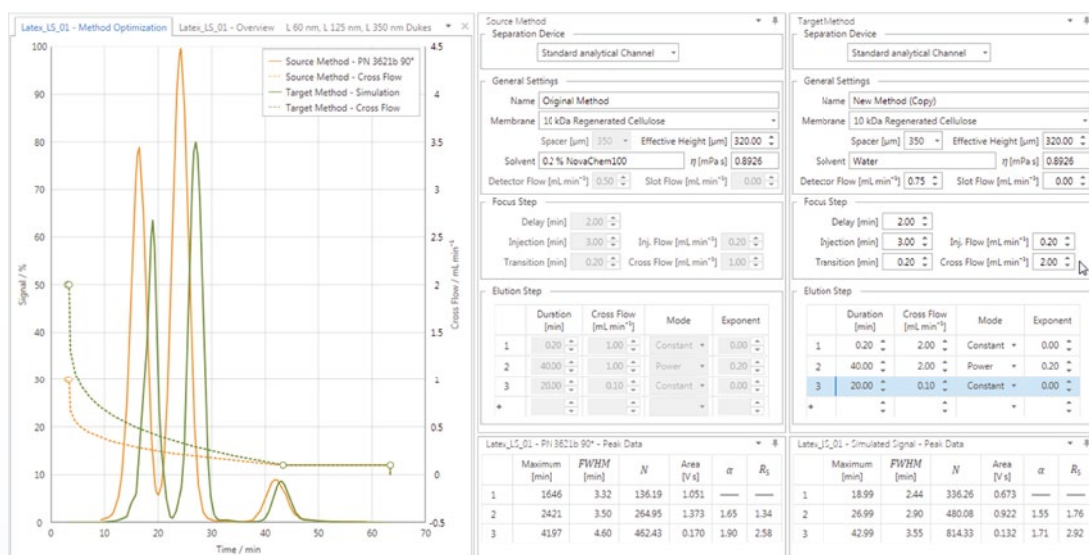 Latex_LS_01 - Method Optimization
Latex_LS_01 - Overview
L 60 nm, L 125 nm, L 350 nm Dukes
Signal / %
100
90
80
70
60
50
40
30
20
10
0
Source Method - PN 3621b 90°
Source Method - Cross Flow
Target Method - Simulation
Target Method - Cross Flow
4.5
4
3.5
3
2.5
2
1.5
1
0.5
0
-0.5
Cross Flow / mL min⁻¹
0 10 20 30 40 50 60 70
Time / min
Source Method
Separation Device
Standard analytical Channel
General Settings
Name Original Method
Membrane 10 kDa Regenerated Cellulose
Spacer [µm] 350 Effective Height [µm] 320.00
Solvent 0.2 % NovaChem100 η [mPa s] 0.8926
Detector Flow [mL min⁻¹] 0.50 Slot Flow [mL min⁻¹] 0.00
Focus Step
Delay [min] 2.00
Injection [min] 3.00 Inj. Flow [mL min⁻¹] 0.20
Transition [min] 0.20 Cross Flow [mL min⁻¹] 1.00
Elution Step
Duration [min] Cross Flow [mL min⁻¹] Mode Exponent
1 0.20 1.00 Constant 0.00
2 40.00 1.00 Power 0.20
3 20.00 0.10 Constant 0.00
+
Latex_LS_01 - PN 3621b 90° - Peak Data
Maximum [min] FWHM [min] N Area [V s] α Rs
1 1646 3.32 136.19 1.051 — —
2 2421 3.50 264.95 1.373 1.65 1.34
3 4197 4.60 462.43 0.170 1.90 2.58
Target Method
Separation Device
Standard analytical Channel
General Settings
Name New Method (Copy)
Membrane 10 kDa Regenerated Cellulose
Spacer [µm] 350 Effective Height [µm] 320.00
Solvent Water η [mPa s] 0.8926
Detector Flow [mL min⁻¹] 0.75 Slot Flow [mL min⁻¹] 0.00
Focus Step
Delay [min] 2.00
Injection [min] 3.00 Inj. Flow [mL min⁻¹] 0.20
Transition [min] 0.20 Cross Flow [mL min⁻¹] 2.00
Elution Step
Duration [min] Cross Flow [mL min⁻¹] Mode Exponent
1 0.20 2.00 Constant 0.00
2 40.00 2.00 Power 0.20
3 20.00 0.10 Constant 0.00
+
Latex_LS_01 - Simulated Signal - Peak Data
Maximum [min] FWHM [min] N Area [V s] α Rs
1 18.99 2.44 336.26 0.673 — —
2 26.99 2.90 480.08 0.922 1.55 1.76
3 42.99 3.55 814.33 0.132 1.71 2.92